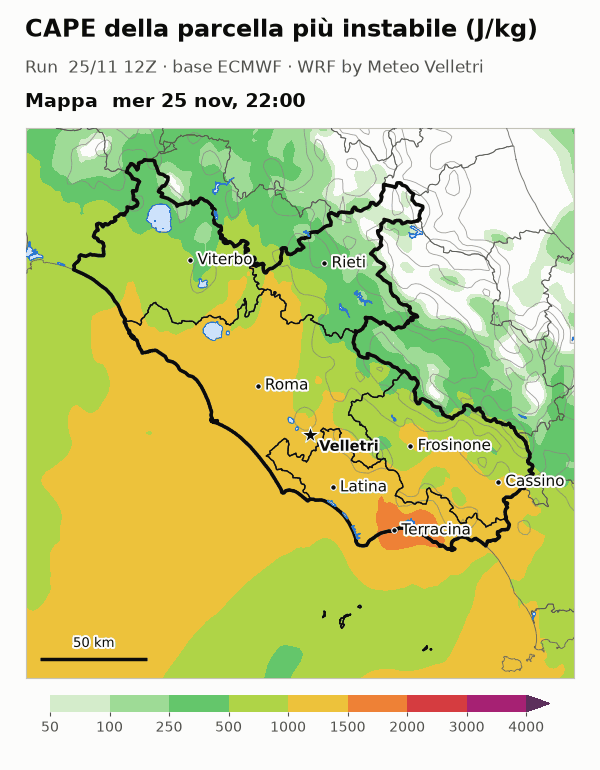 CAPE della parcella più instabile (J/kg)
Run  25/11 12Z · base ECMWF · WRF by Meteo Velletri
Mappa  mer 25 nov, 22:00
Viterbo
Rieti
Roma
Velletri
Frosinone
Latina
Cassino
Terracina
50 km
50 100 250 500 1000 1500 2000 3000 4000